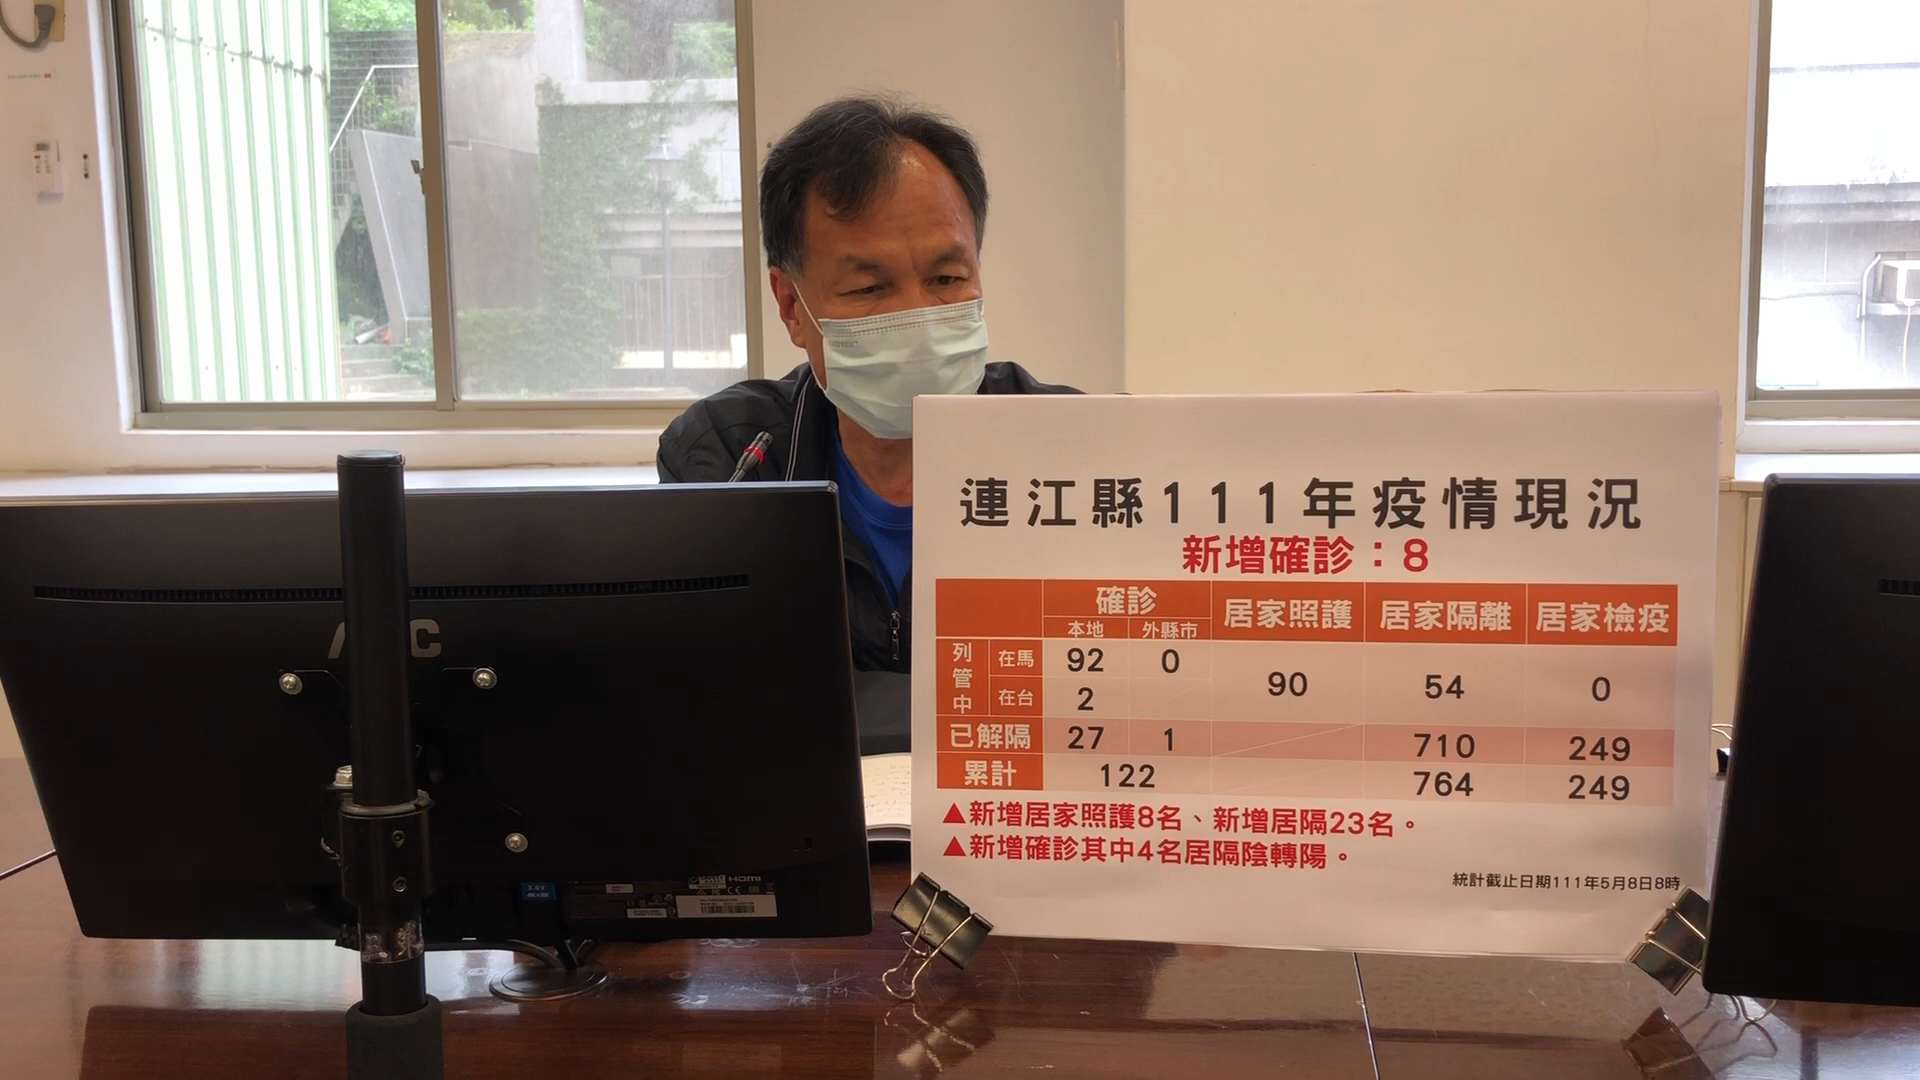 連江縣111年疫情現況
新增確診：8
確診 居家照護 居家隔離 居家檢疫
本地 外縣市
列管中 在馬 92 0 90 54 0
在台 2
已解隔 27 1 710 249
累計 122 764 249
▲新增居家照護8名、新增居隔23名。
▲新增確診其中4名居隔陰轉陽。
統計截止日期111年5月8日8時
HDMI